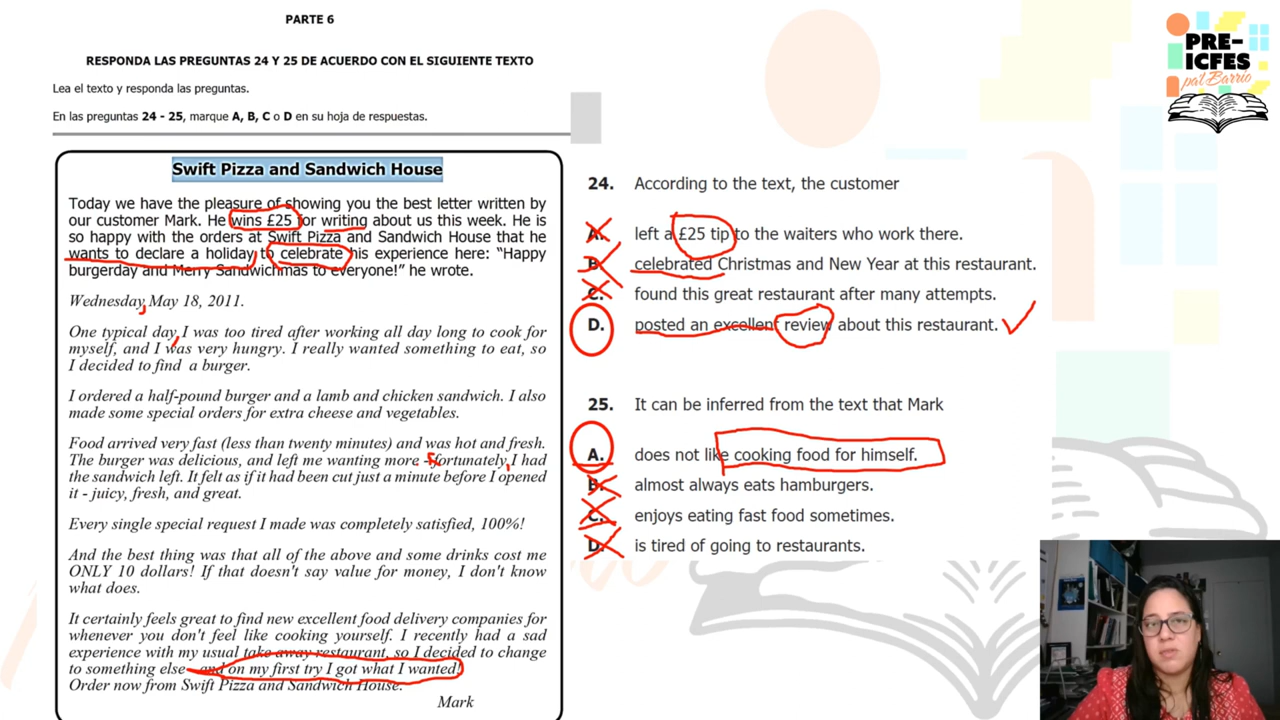 PARTE 6
RESPONDA LAS PREGUNTAS 24 Y 25 DE ACUERDO CON EL SIGUIENTE TEXTO
Lea el texto y responda las preguntas.
En las preguntas 24 - 25, marque A, B, C o D en su hoja de respuestas.
Swift Pizza and Sandwich House
Today we have the pleasure of showing you the best letter written by
our customer Mark. He wins £25 for writing about us this week. He is
so happy with the orders at Swift Pizza and Sandwich House that he
wants to declare a holiday to celebrate his experience here: “Happy
burgerday and Merry Sandwichmas to everyone!” he wrote.
Wednesday, May 18, 2011.
One typical day, I was too tired after working all day long to cook for
myself, and I was very hungry. I really wanted something to eat, so
I decided to find a burger.
I ordered a half-pound burger and a lamb and chicken sandwich. I also
made some special orders for extra cheese and vegetables.
Food arrived very fast (less than twenty minutes) and was hot and fresh.
The burger was delicious, and left me wanting more - fortunately, I had
the sandwich left. It felt as if it had been cut just a minute before I opened
it - juicy, fresh, and great.
Every single special request I made was completely satisfied, 100%!
And the best thing was that all of the above and some drinks cost me
ONLY 10 dollars! If that doesn't say value for money, I don't know
what does.
It certainly feels great to find new excellent food delivery companies for
whenever you don't feel like cooking yourself. I recently had a sad
experience with my usual take away restaurant, so I decided to change
to something else - and on my first try I got what I wanted!
Order now from Swift Pizza and Sandwich House.
Mark
24. According to the text, the customer
A. left a £25 tip to the waiters who work there.
B. celebrated Christmas and New Year at this restaurant.
C. found this great restaurant after many attempts.
D. posted an excellent review about this restaurant.
25. It can be inferred from the text that Mark
A. does not like cooking food for himself.
B. almost always eats hamburgers.
C. enjoys eating fast food sometimes.
D. is tired of going to restaurants.
PRE-
ICFES
pal Barrio